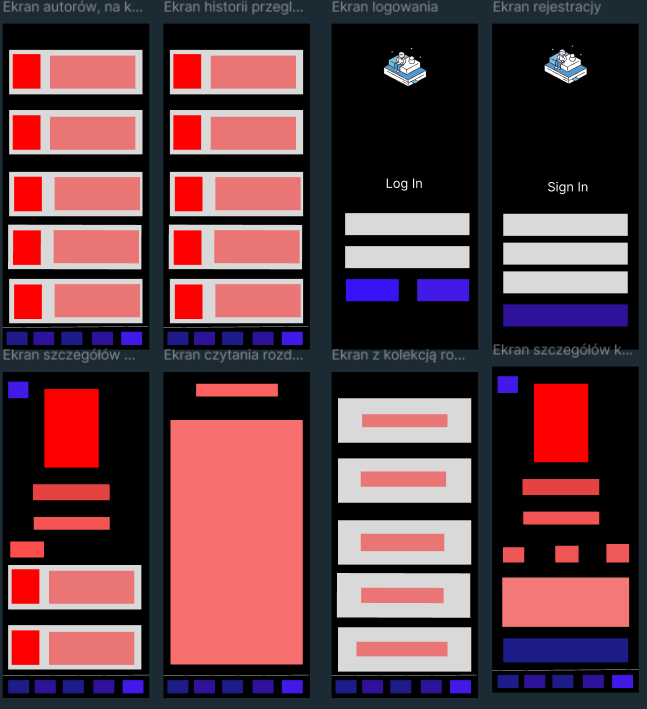 Ekran autorów, na k...
Ekran historii przegl...
Ekran logowania
Ekran rejestracjy
Log In
Sign In
Ekran szczegółów ...
Ekran czytania rozd...
Ekran z kolekcją ro...
Ekran szczegółów k...